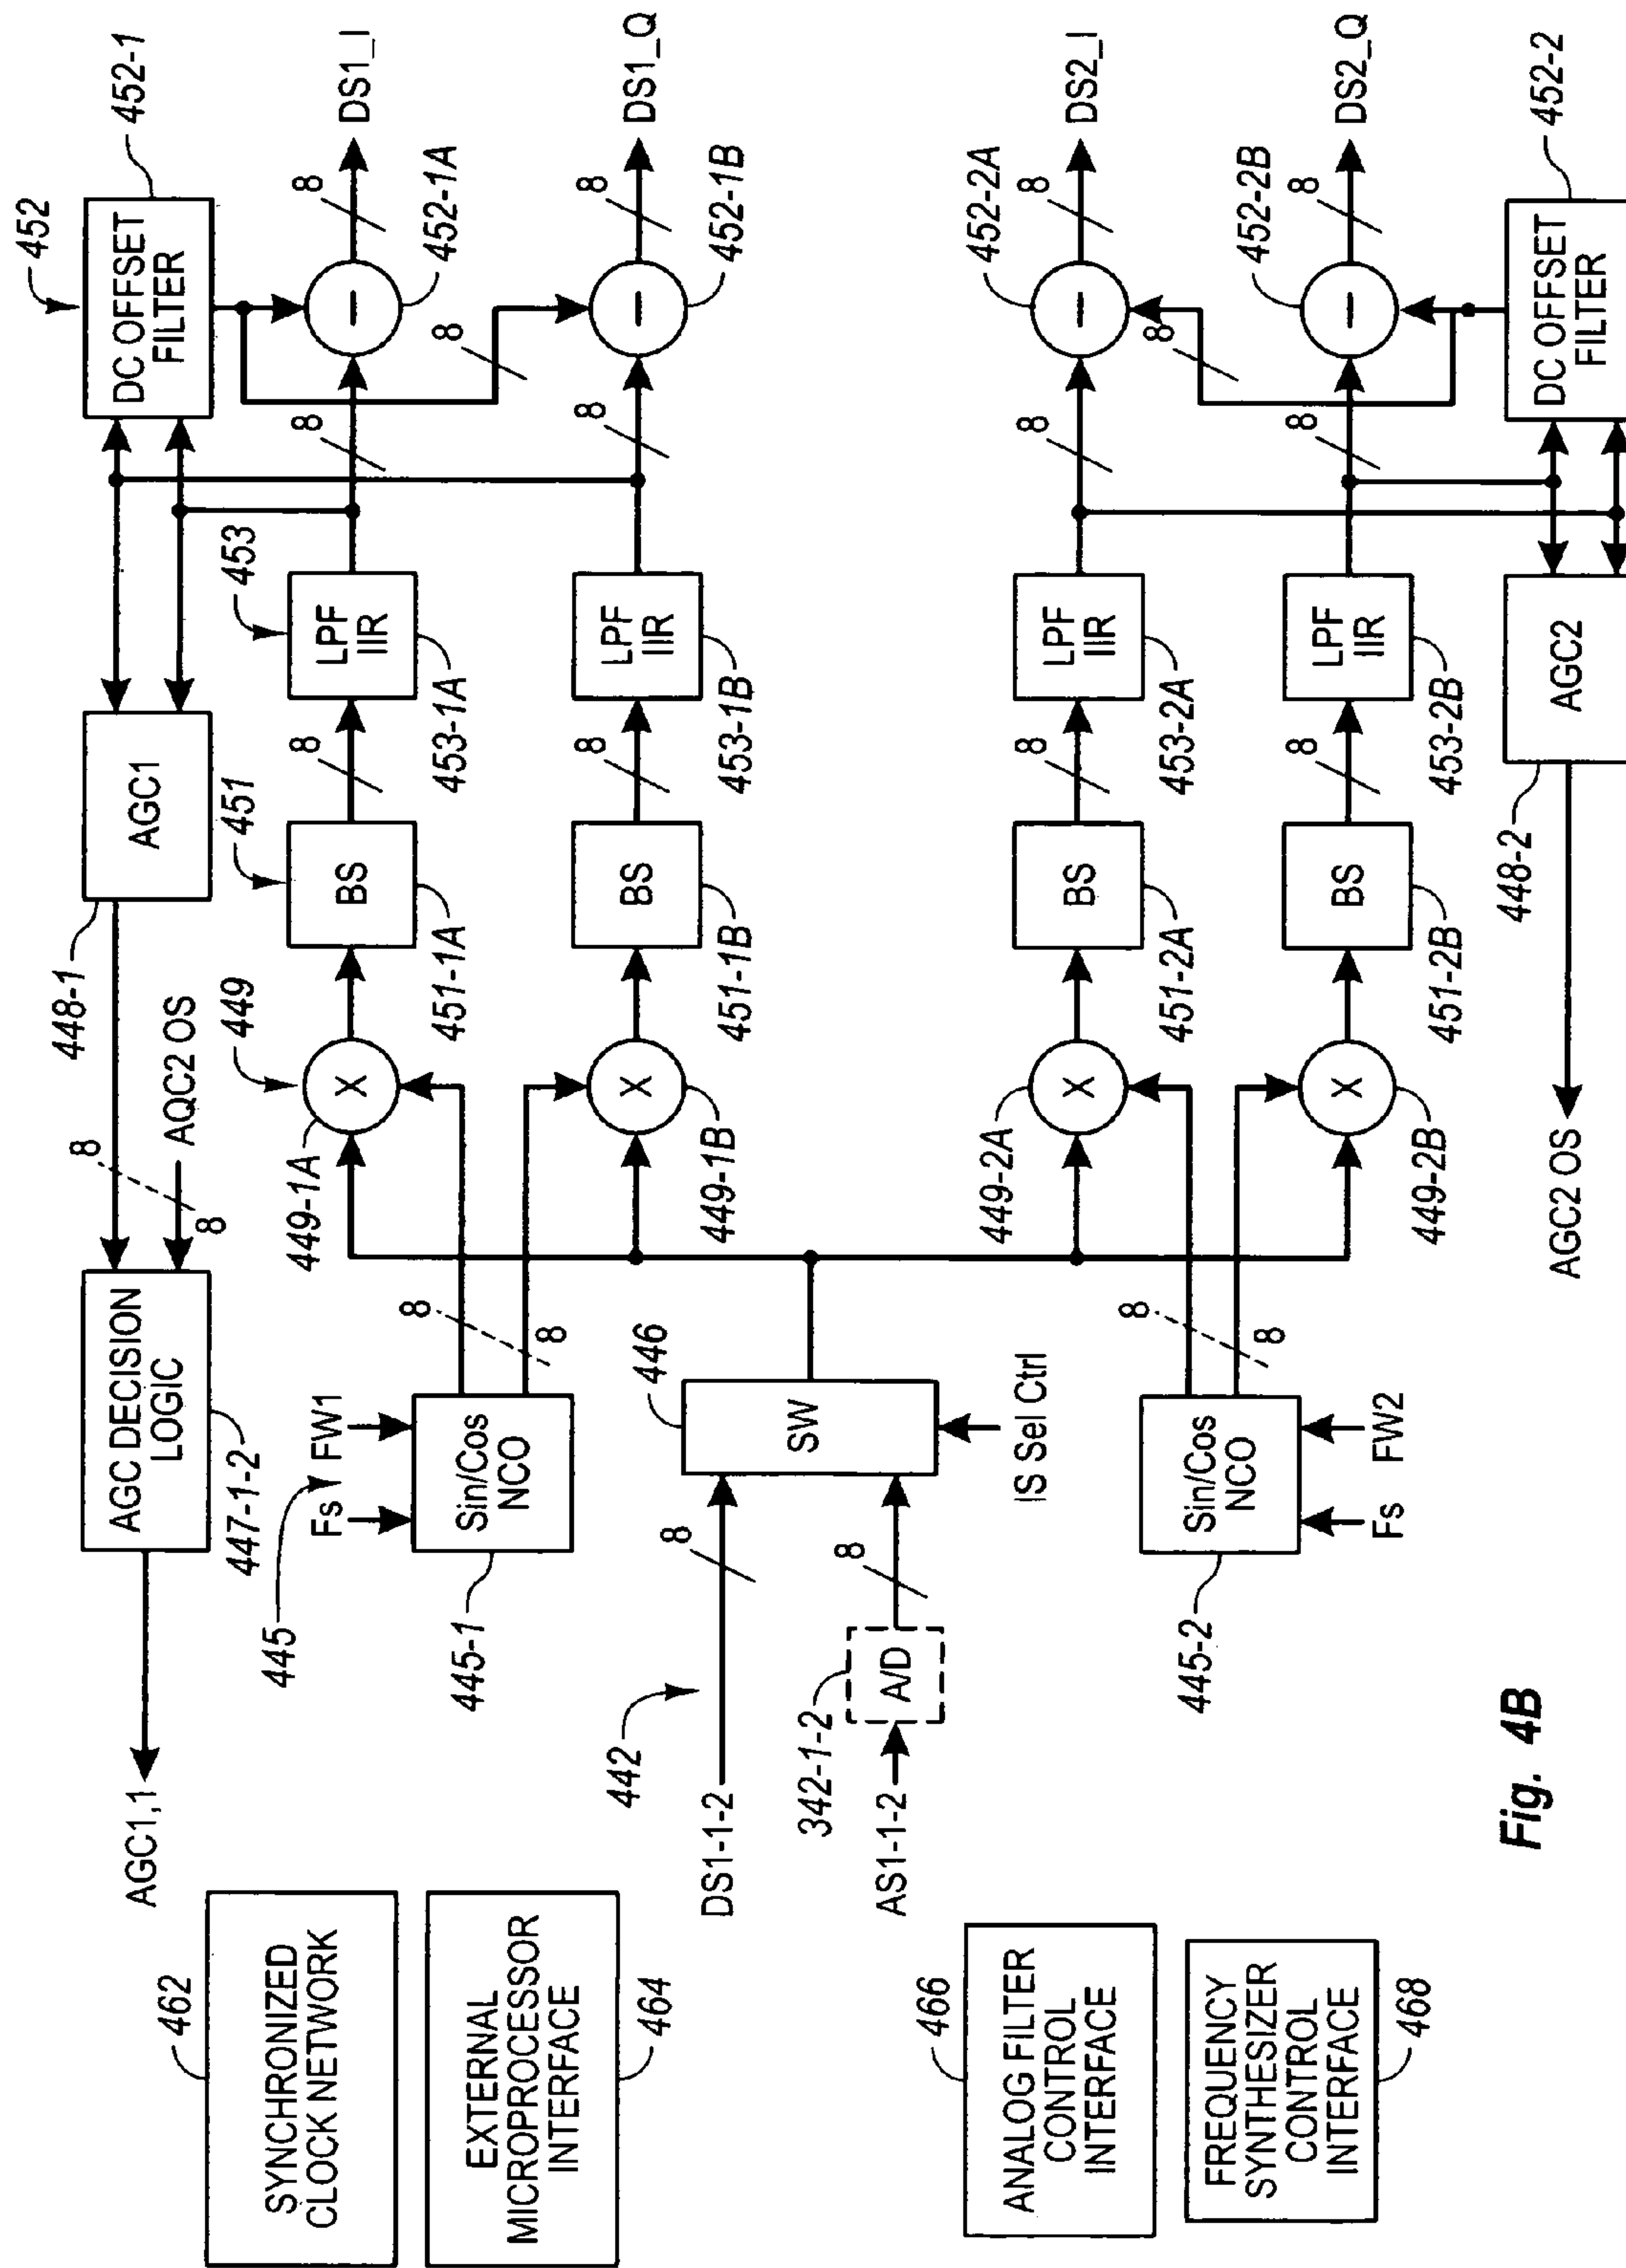 452
452-1
DC OFFSET
FILTER
AGC1
448-1
AGC DECISION
LOGIC
447-1-2
AGC1,1
8
AQC2 OS
8
SYNCHRONIZED
CLOCK NETWORK
462
EXTERNAL
MICROPROCESSOR
INTERFACE
464
445
Fs
FW1
Sin/Cos
NCO
445-1
8
8
449
449-1A
X
451
BS
451-1A
8
453
LPF
IIR
453-1A
8
–
8
452-1A
DS1_I
X
449-1B
BS
451-1B
8
LPF
IIR
453-1B
8
8
–
8
452-1B
DS1_Q
442
DS1-1-2
8
446
SW
IS Sel Ctrl
AS1-1-2
342-1-2
A/D
8
ANALOG FILTER
CONTROL
INTERFACE
466
FREQUENCY
SYNTHESIZER
CONTROL
INTERFACE
468
449-2A
X
BS
451-2A
8
LPF
IIR
453-2A
8
–
8
452-2A
DS2_I
8
445-2
Sin/Cos
NCO
Fs
FW2
8
8
X
449-2B
BS
451-2B
8
LPF
IIR
453-2B
8
–
8
452-2B
DS2_Q
AGC2 OS
448-2
AGC2
DC OFFSET
FILTER
452-2
Fig. 4B